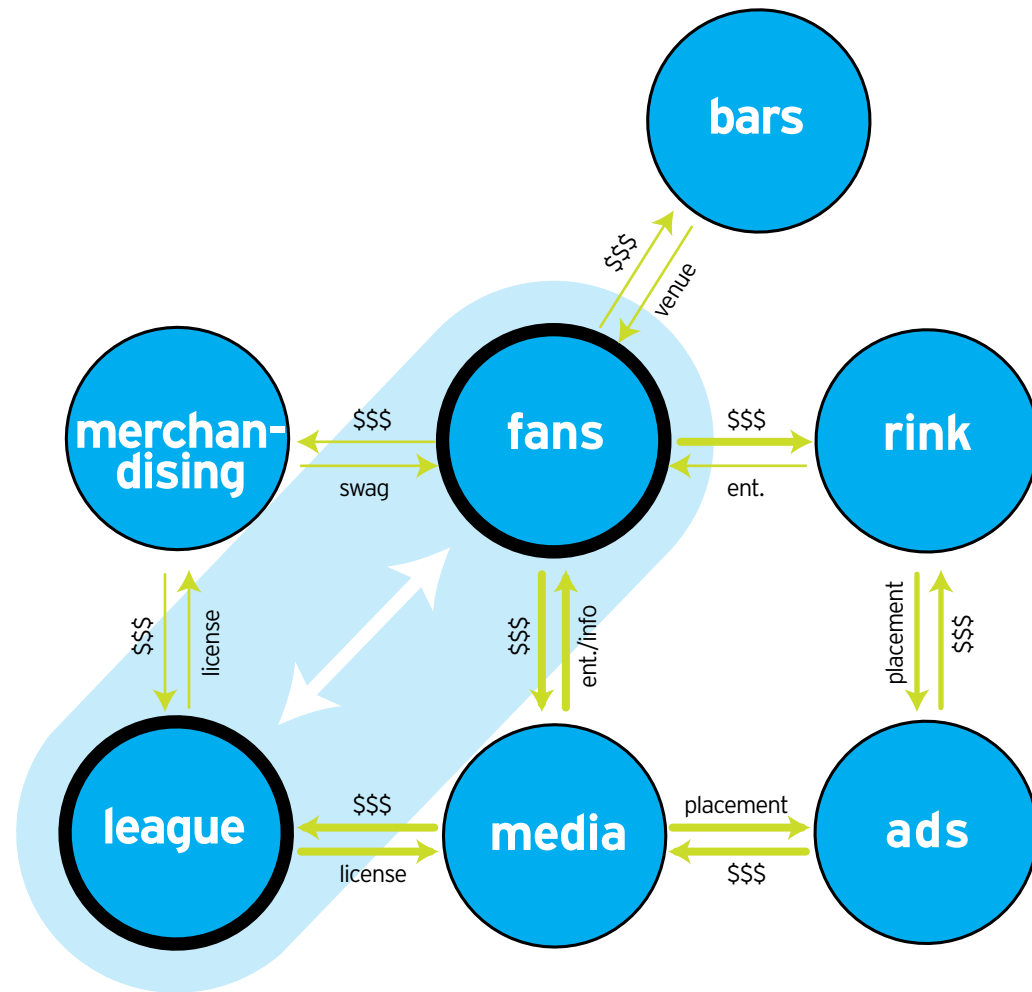 bars
$$$
venue
merchan-
dising
$$$
swag
fans
$$$
ent.
rink
$$$
license
$$$
ent./info
placement
$$$
league
$$$
license
media
placement
$$$
ads